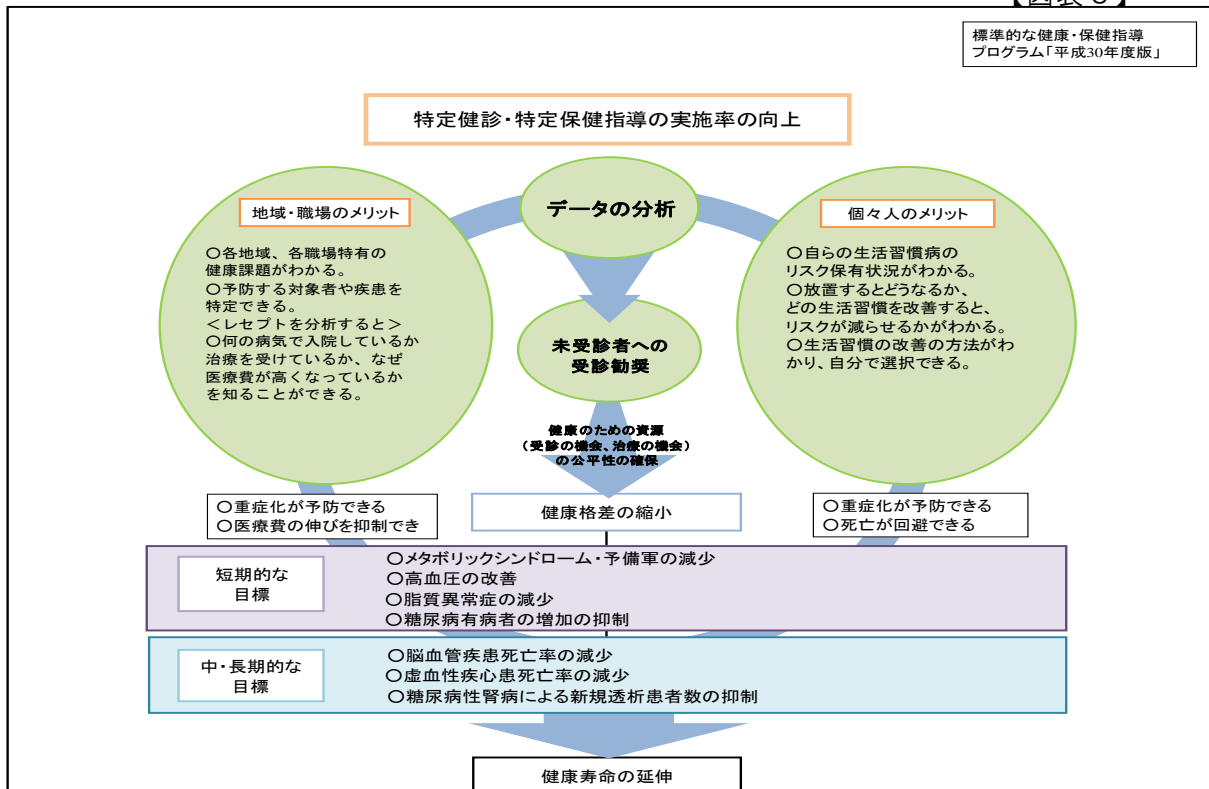 標準的な健康・保健指導
プログラム「平成30年度版」
特定健診・特定保健指導の実施率の向上
地域・職場のメリット
○各地域、各職場特有の
健康課題がわかる。
○予防する対象者や疾患を
特定できる。
<レセプトを分析すると>
○何の病気で入院しているか
治療を受けているか、なぜ
医療費が高くなっているか
を知ることができる。
データの分析
未受診者への
受診勧奨
健康のための資源
(受診の機会、治療の機会)
の公平性の確保
個々人のメリット
○自らの生活習慣病の
リスク保有状況がわかる。
○放置するとどうなるか、
どの生活習慣を改善すると、
リスクが減らせるかがわかる。
○生活習慣の改善の方法がわ
かり、自分で選択できる。
○重症化が予防できる
○医療費の伸びを抑制でき
健康格差の縮小
○重症化が予防できる
○死亡が回避できる
短期的な
目標
○メタボリックシンドローム・予備軍の減少
○高血圧の改善
○脂質異常症の減少
○糖尿病有病者の増加の抑制
中・長期的な
目標
○脳血管疾患死亡率の減少
○虚血性疾心患死亡率の減少
○糖尿病性腎病による新規透析患者数の抑制
健康寿命の延伸